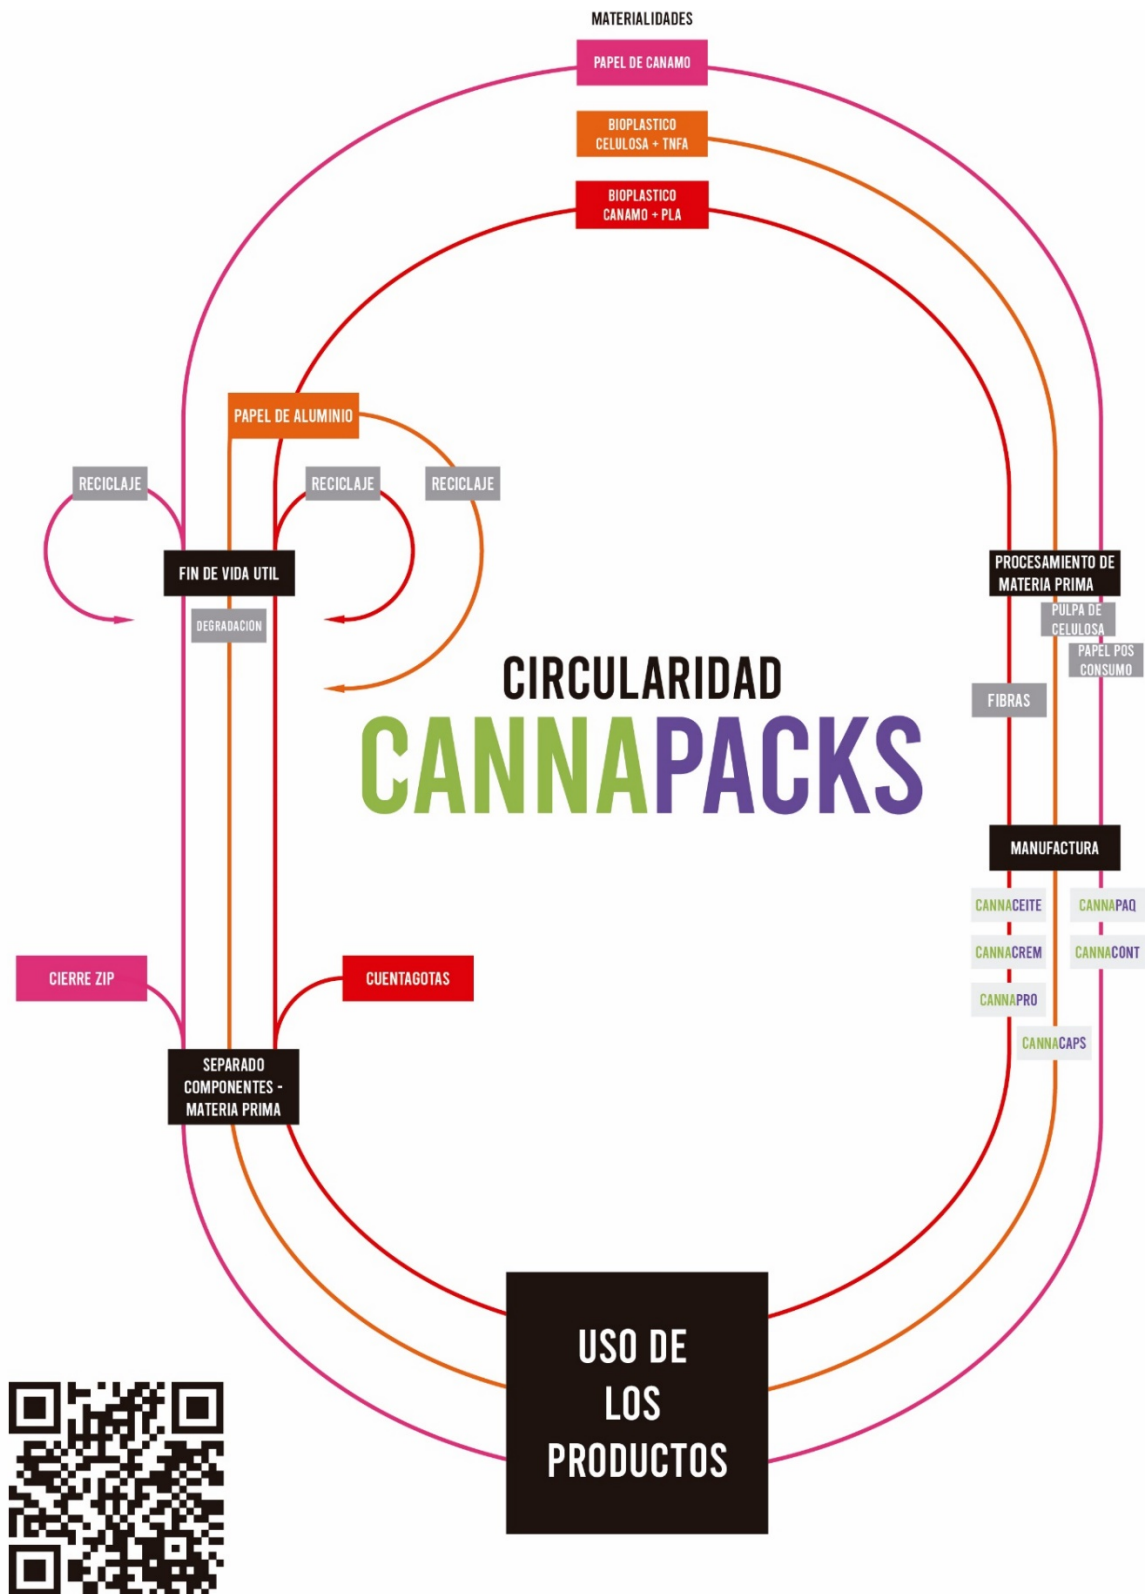 MATERIALIDADES
PAPEL DE CANAMO
BIOPLASTICO
CELULOSA + TNFA
BIOPLASTICO
CANAMO + PLA
PAPEL DE ALUMINIO
RECICLAJE
RECICLAJE
RECICLAJE
FIN DE VIDA UTIL
DEGRADACIÓN
PROCESAMIENTO DE
MATERIA PRIMA
PULPA DE
CELULOSA
PAPEL POS
CONSUMO
FIBRAS
CIRCULARIDAD
CANNAPACKS
MANUFACTURA
CANNACEITE
CANNAPAQ
CANNACREM
CANNACONT
CANNAPRO
CANNACAPS
CIERRE ZIP
CUENTAGOTAS
SEPARADO
COMPONENTES -
MATERIA PRIMA
USO DE
LOS
PRODUCTOS